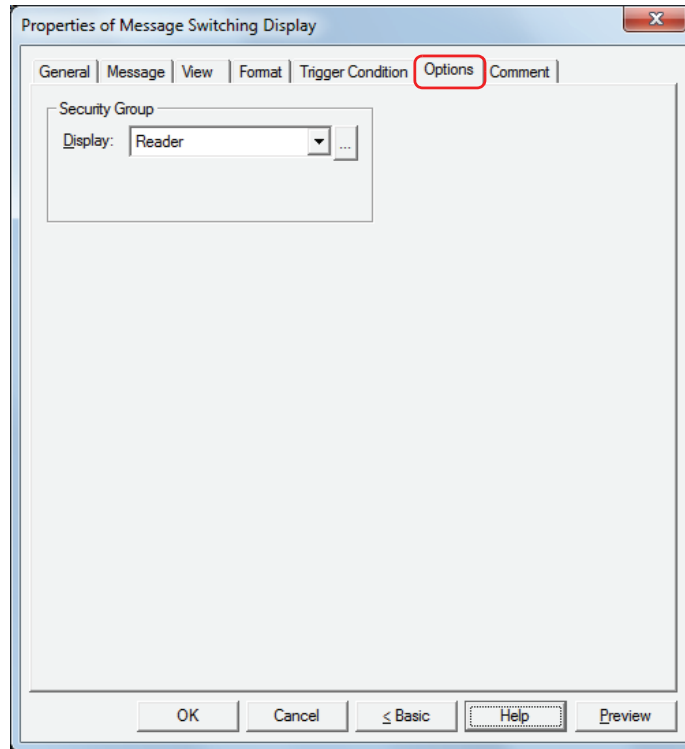 Properties of Message Switching Display
General Message View Format Trigger Condition Options Comment
Security Group
Display: Reader ...
OK Cancel ≤ Basic Help Preview